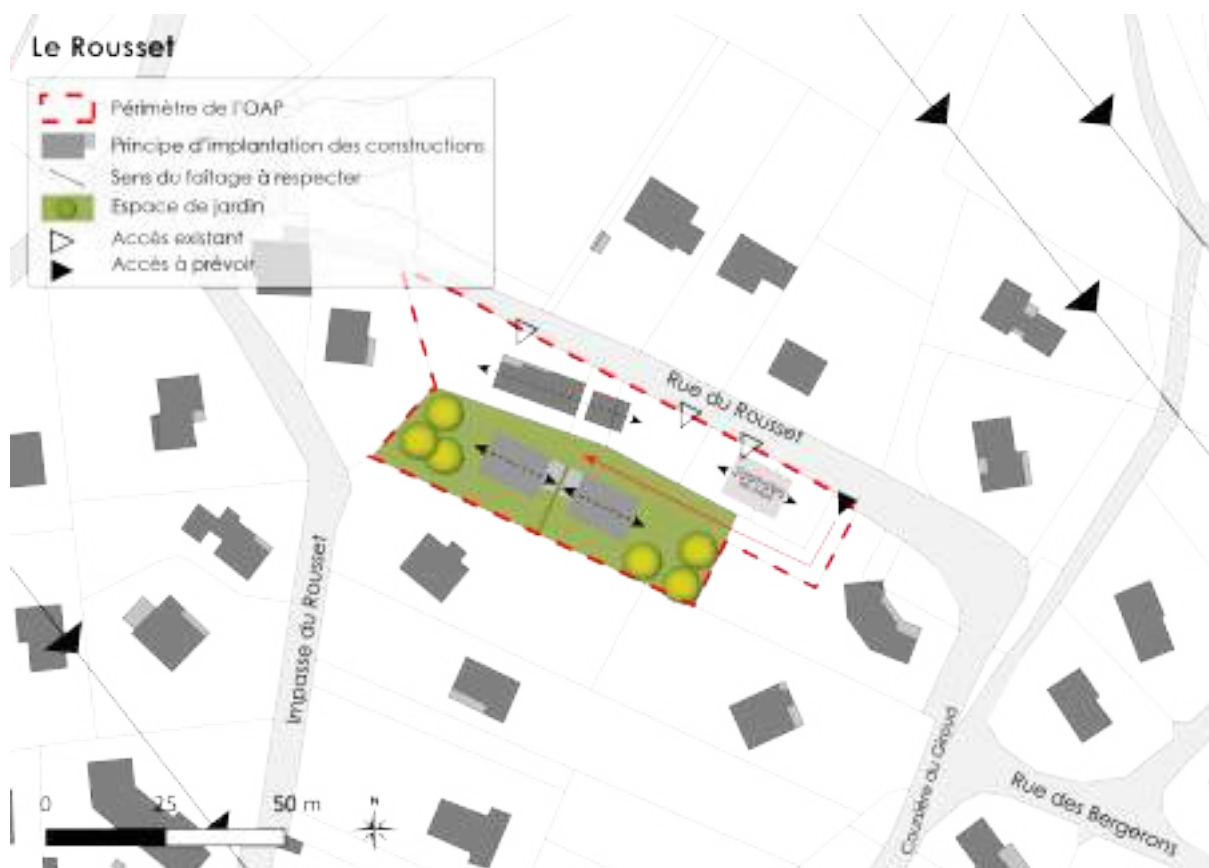 Le Rousset
Périmètre de l'OAP
Principe d'implantation des constructions
Sens du faîtage à respecter
Espace de jardin
Accès existant
Accès à prévoir
Rue du Rousset
Impasse du Rousset
Coursière du Giroud
Rue des Bergerons
0 25 50 m
N